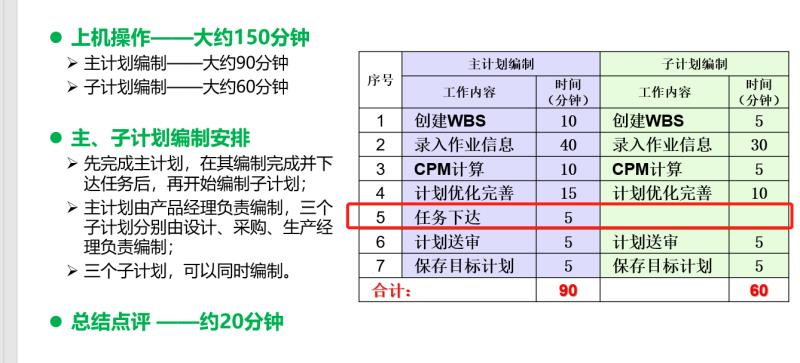 上机操作——大约150分钟
主计划编制——大约90分钟
子计划编制——大约60分钟
主、子计划编制安排
先完成主计划，在其编制完成并下
达任务后，再开始编制子计划；
主计划由产品经理负责编制，三个
子计划分别由设计、采购、生产经
理负责编制；
三个子计划，可以同时编制。
总结点评 ——约20分钟
序号 主计划编制 子计划编制
工作内容 时间（分钟） 工作内容 时间（分钟）
1 创建WBS 10 创建WBS 5
2 录入作业信息 40 录入作业信息 30
3 CPM计算 10 CPM计算 5
4 计划优化完善 15 计划优化完善 10
5 任务下达 5
6 计划送审 5 计划送审 5
7 保存目标计划 5 保存目标计划 5
合计： 90 60